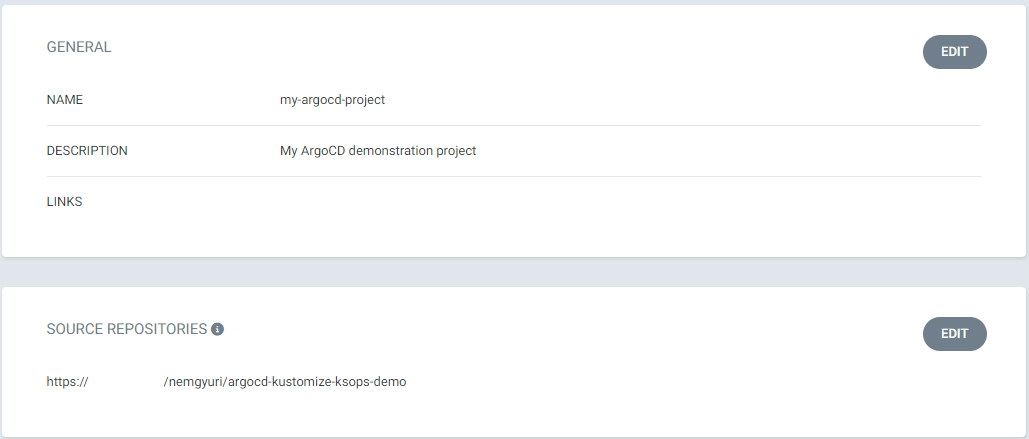 GENERAL
EDIT
NAME my-argocd-project
DESCRIPTION My ArgoCD demonstration project
LINKS
SOURCE REPOSITORIES
EDIT
https:// /nemgyuri/argocd-kustomize-ksops-demo